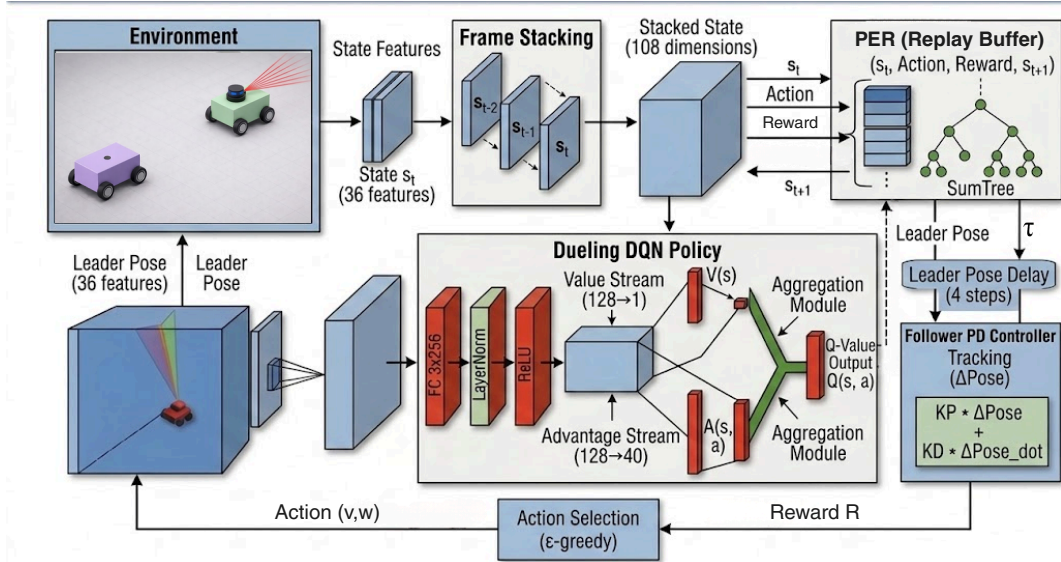 Environment
State Features
State s_t
(36 features)
Frame Stacking
s_t-2
s_t-1
s_t
Stacked State
(108 dimensions)
s_t
Action
Reward
s_t+1
PER (Replay Buffer)
(s_t, Action, Reward, s_t+1)
SumTree
Leader Pose
τ
Leader Pose Delay
(4 steps)
Follower PD Controller
Tracking
(ΔPose)
KP * ΔPose
+
KD * ΔPose_dot
Leader Pose
(36 features)
Leader
Pose
Dueling DQN Policy
Value Stream
(128→1)
FC 3x256
LayerNorm
ReLU
Advantage Stream
(128→40)
V(s)
A(s,
a)
Aggregation
Module
Q-Value
Output
Q(s, a)
Aggregation
Module
Action (v,w)
Action Selection
(ε-greedy)
Reward R